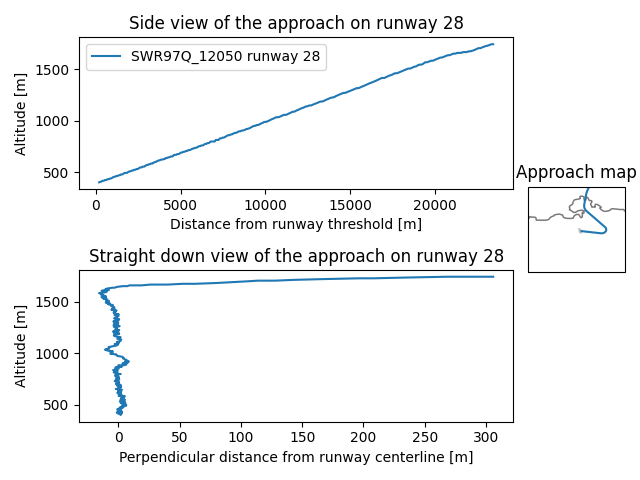 Side view of the approach on runway 28
SWR97Q_12050 runway 28
Altitude [m]
1500
1000
500
0
5000
10000
15000
20000
Distance from runway threshold [m]
Approach map
Straight down view of the approach on runway 28
Altitude [m]
1500
1000
500
0
50
100
150
200
250
300
Perpendicular distance from runway centerline [m]